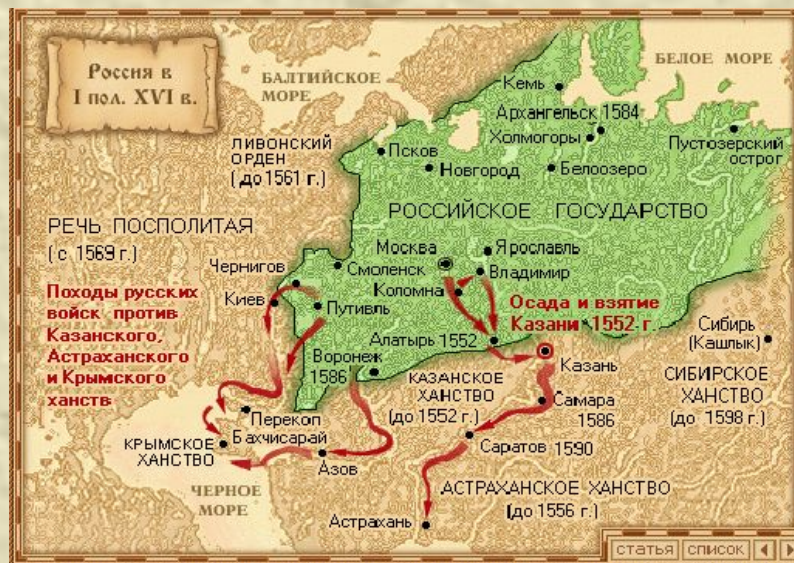 Россия в
I пол. XVI в.
БАЛТИЙСКОЕ
МОРЕ
БЕЛОЕ МОРЕ
Кемь
Архангельск 1584
Холмогоры
Пустозерский
острог
ЛИВОНСКИЙ
ОРДЕН
(до 1561 г.)
Псков
Новгород
Белоозеро
РЕЧЬ ПОСПОЛИТАЯ
(с 1569 г.)
РОССИЙСКОЕ ГОСУДАРСТВО
Москва
Ярославль
Чернигов
Смоленск
Владимир
Коломна
Киев
Путивль
Походы русских
войск против
Казанского,
Астраханского
и Крымского
ханств
Осада и взятие
Казани 1552 г.
Алатырь 1552
Сибирь
(Кашлык)
Воронеж
1586
Казань
КАЗАНСКОЕ
ХАНСТВО
(до 1552 г.)
СИБИРСКОЕ
ХАНСТВО
(до 1598 г.)
Самара
1586
Перекоп
Бахчисарай
КРЫМСКОЕ
ХАНСТВО
Саратов 1590
Азов
ЧЕРНОЕ
МОРЕ
АСТРАХАНСКОЕ ХАНСТВО
(до 1556 г.)
Астрахань
статья
список